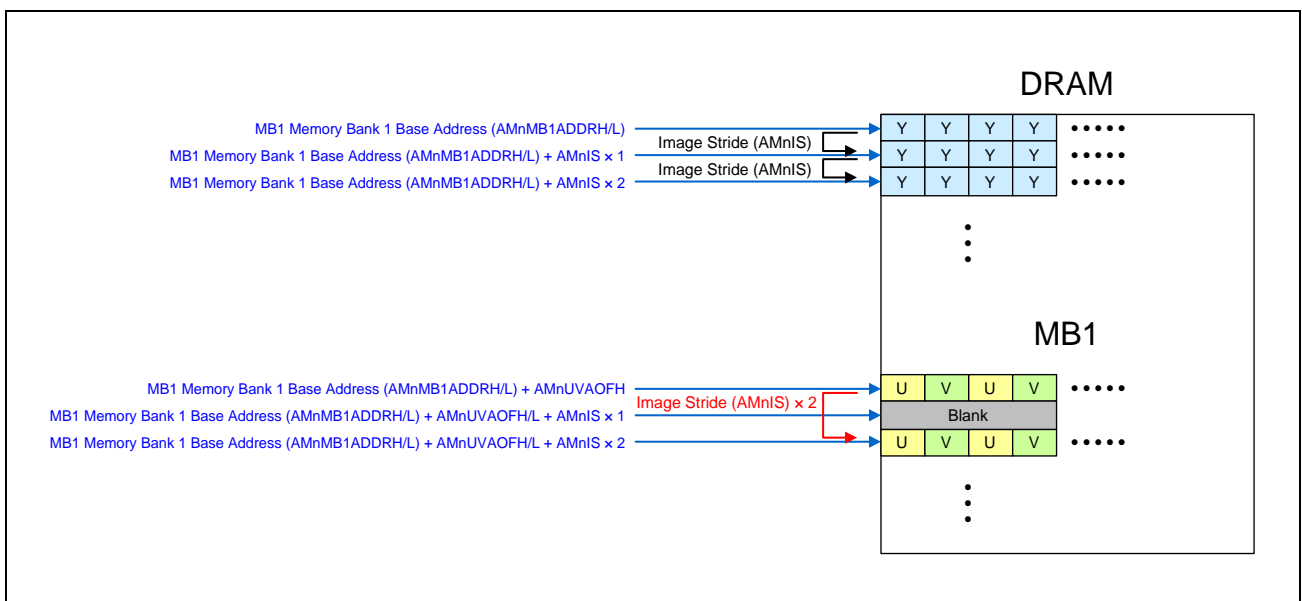 DRAM
MB1 Memory Bank 1 Base Address (AMnMB1ADDRH/L)
Y Y Y Y •••••
Image Stride (AMnIS)
MB1 Memory Bank 1 Base Address (AMnMB1ADDRH/L) + AMnIS × 1
Y Y Y Y •••••
Image Stride (AMnIS)
MB1 Memory Bank 1 Base Address (AMnMB1ADDRH/L) + AMnIS × 2
Y Y Y Y •••••
MB1
MB1 Memory Bank 1 Base Address (AMnMB1ADDRH/L) + AMnUVAOFH
U V U V •••••
Image Stride (AMnIS) × 2
MB1 Memory Bank 1 Base Address (AMnMB1ADDRH/L) + AMnUVAOFH/L + AMnIS × 1
Blank
MB1 Memory Bank 1 Base Address (AMnMB1ADDRH/L) + AMnUVAOFH/L + AMnIS × 2
U V U V •••••